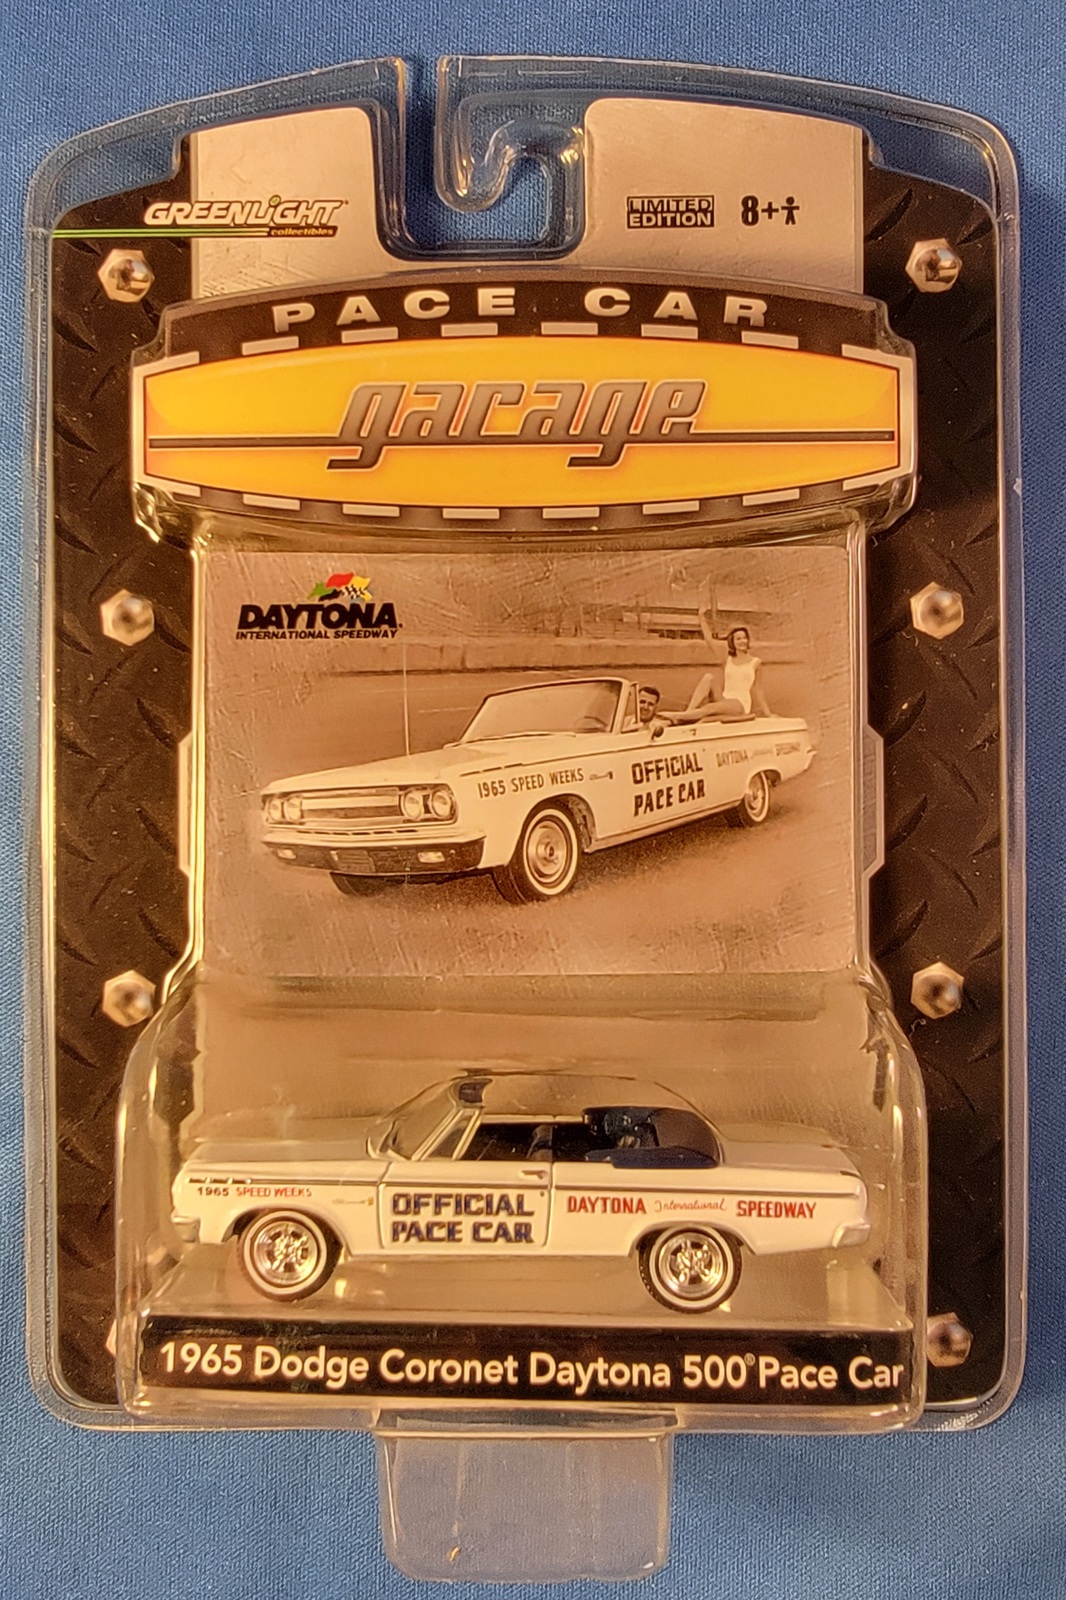 GREENLIGHT
collectibles
LIMITED
EDITION
8+
PACE CAR
garage
DAYTONA
INTERNATIONAL SPEEDWAY
1965 SPEED WEEKS
OFFICIAL
PACE CAR
DAYTONA International SPEEDWAY
1965 SPEED WEEKS
OFFICIAL
PACE CAR
DAYTONA International SPEEDWAY
1965 Dodge Coronet Daytona 500® Pace Car